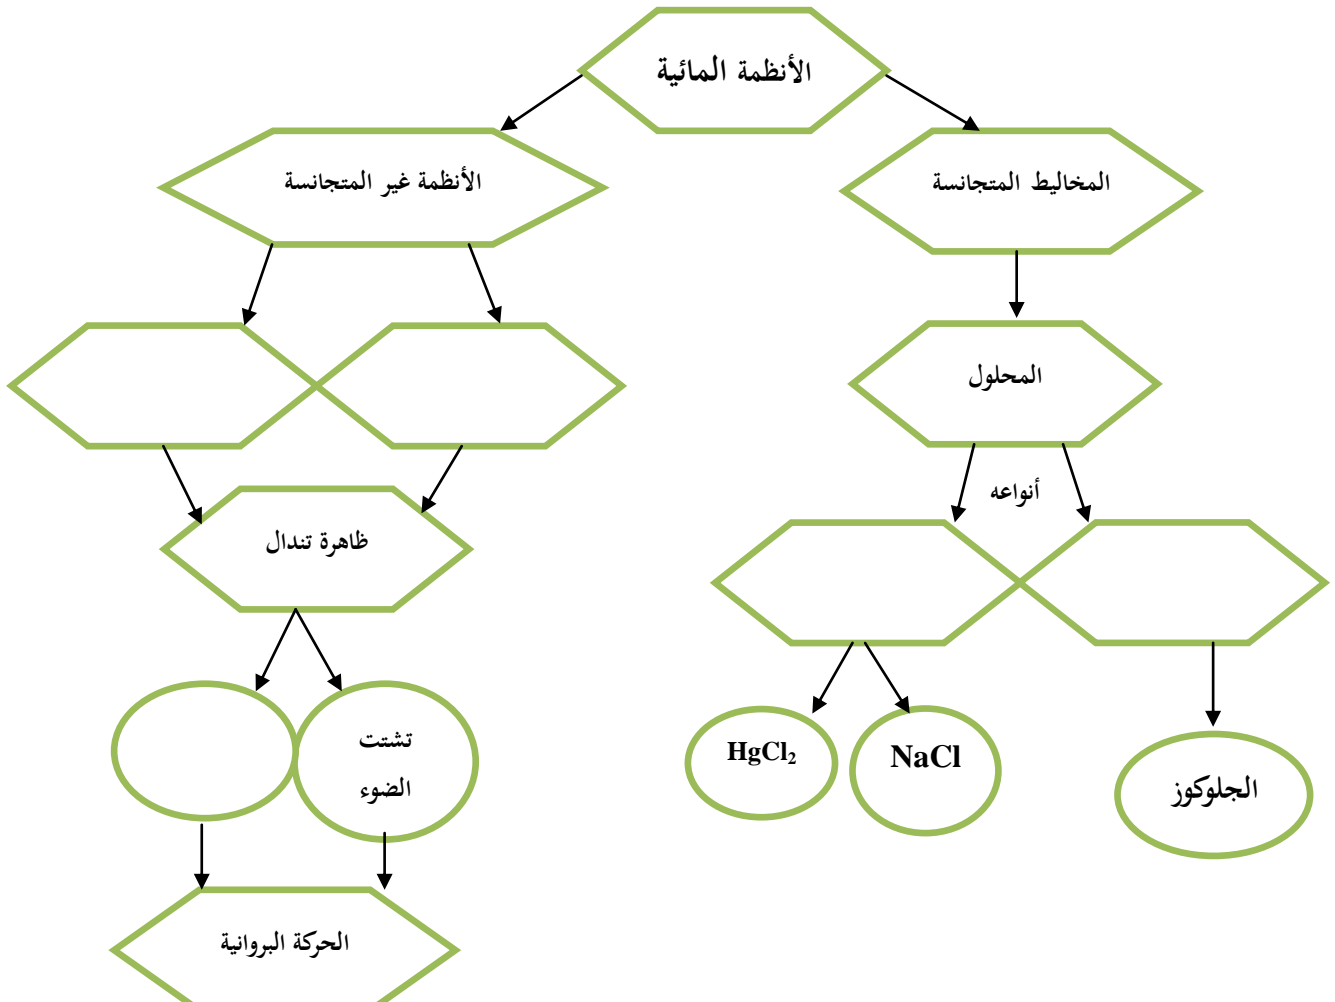 الأنظمة المائية
المخاليط المتجانسة
الأنظمة غير المتجانسة
المحلول
أنواعه
ظاهرة تندال
تشتت
الضوء
HgCl₂
NaCl
الجلوكوز
الحركة البروانية